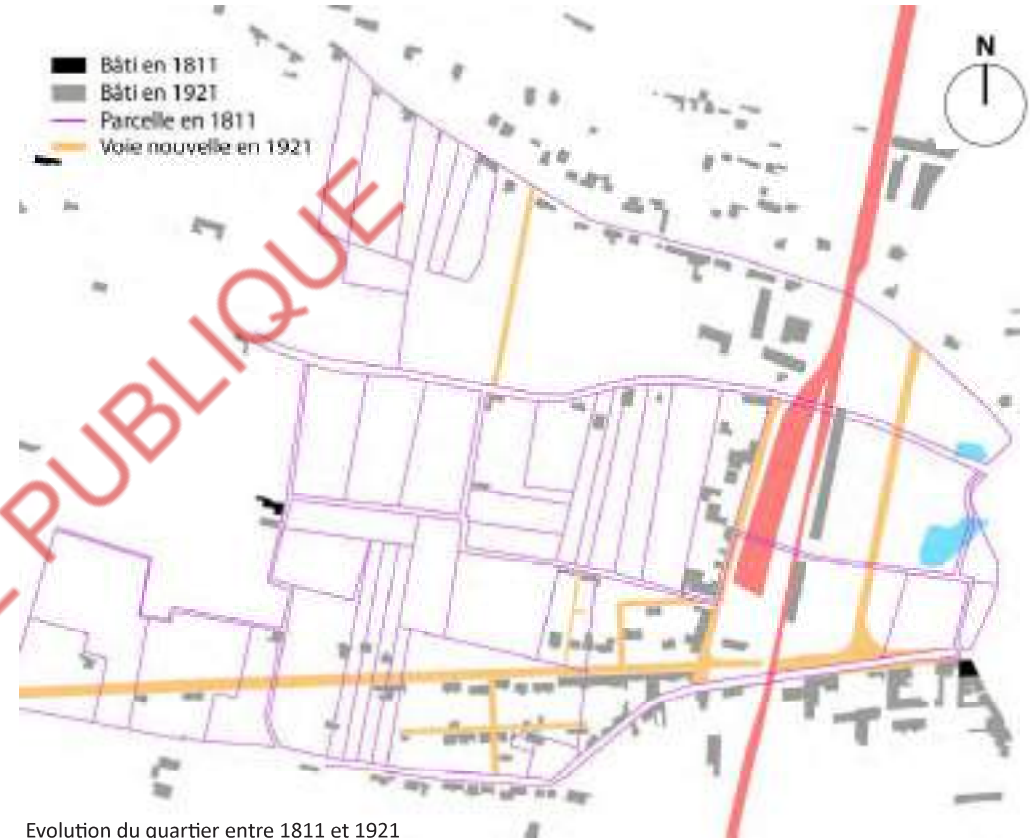 N
Bâti en 1811
Bâti en 1921
Parcelle en 1811
Voie nouvelle en 1921
PUBLIQUE
Evolution du quartier entre 1811 et 1921